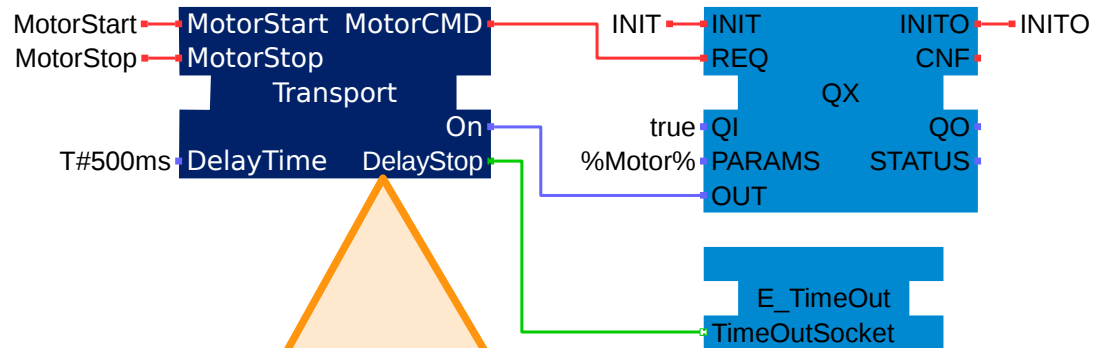 MotorStart MotorStart MotorCMD INIT INIT INITO INITO
MotorStop MotorStop REQ CNF
Transport QX
On true QI QO
T#500ms DelayTime DelayStop %Motor% PARAMS STATUS
OUT
E_TimeOut
TimeOutSocket